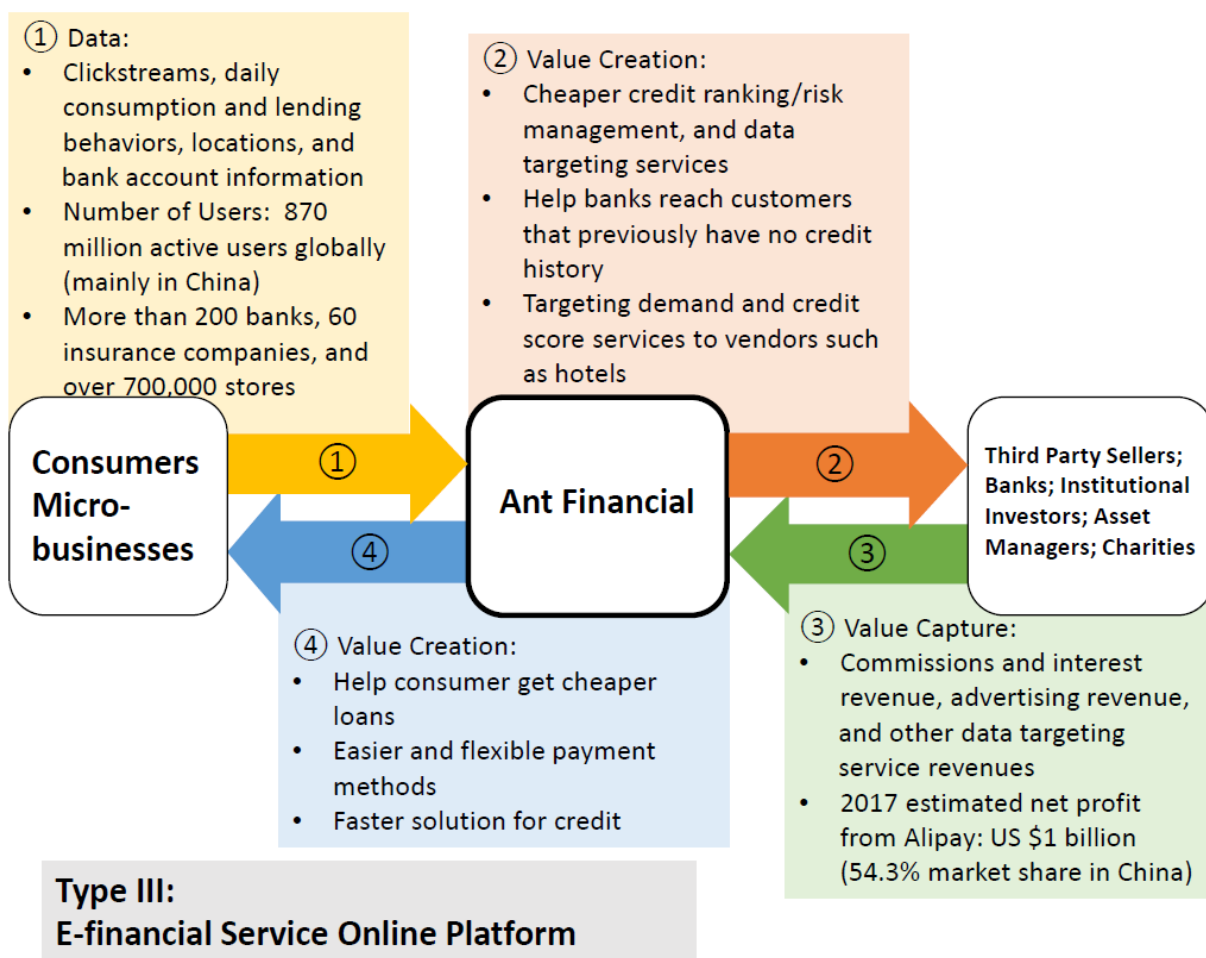 ① Data:
• Clickstreams, daily
consumption and lending
behaviors, locations, and
bank account information
• Number of Users:  870
million active users globally
(mainly in China)
• More than 200 banks, 60
insurance companies, and
over 700,000 stores
② Value Creation:
• Cheaper credit ranking/risk
management, and data
targeting services
• Help banks reach customers
that previously have no credit
history
• Targeting demand and credit
score services to vendors such
as hotels
Consumers
Micro-
businesses
①
④
Ant Financial
②
③
Third Party Sellers;
Banks; Institutional
Investors; Asset
Managers; Charities
④ Value Creation:
• Help consumer get cheaper
loans
• Easier and flexible payment
methods
• Faster solution for credit
③ Value Capture:
• Commissions and interest
revenue, advertising revenue,
and other data targeting
service revenues
• 2017 estimated net profit
from Alipay: US $1 billion
(54.3% market share in China)
Type III:
E-financial Service Online Platform